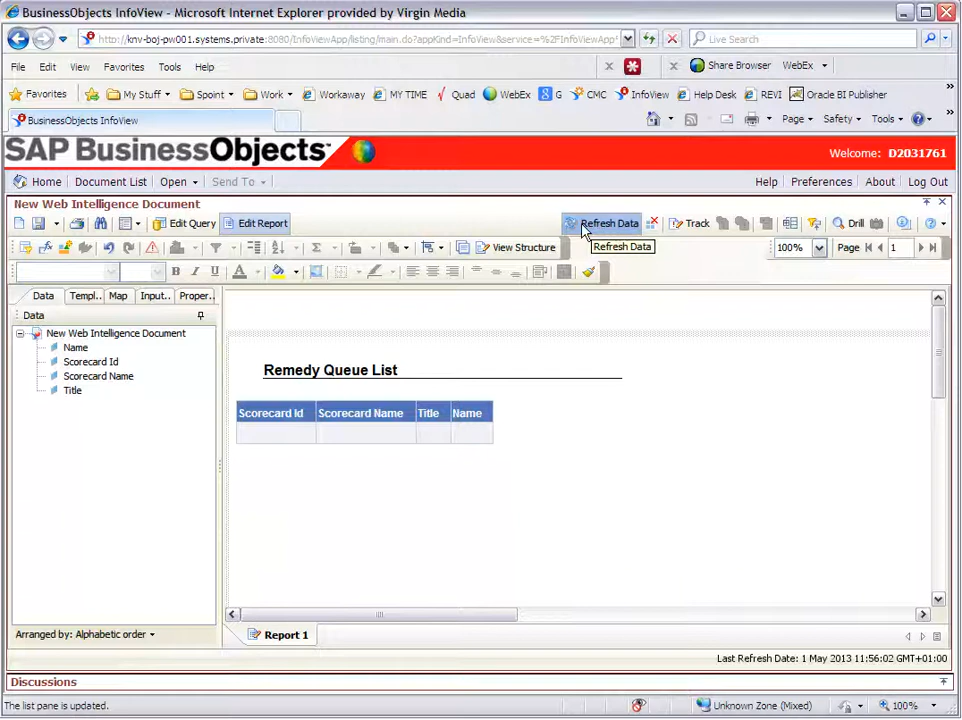 BusinessObjects InfoView - Microsoft Internet Explorer provided by Virgin Media
http://knv-boj-pw001.systems.private:8080/InfoViewApp/listing/main.do?appKind=InfoView&service=%2FInfoViewApp
Live Search
File Edit View Favorites Tools Help
Share Browser WebEx
Favorites My Stuff Spoint Work Workaway MY TIME Quad WebEx G CMC InfoView Help Desk REVI Oracle BI Publisher
BusinessObjects InfoView
Page Safety Tools
SAP BusinessObjects™
Welcome: D2031761
Home Document List Open Send To Help Preferences About Log Out
New Web Intelligence Document
Edit Query Edit Report Refresh Data Track Drill
View Structure Refresh Data 100% Page 1
Data Templ.. Map Input.. Proper..
Data
New Web Intelligence Document
Name
Scorecard Id
Scorecard Name
Title
Remedy Queue List
Scorecard Id Scorecard Name Title Name
Arranged by: Alphabetic order
Report 1
Last Refresh Date: 1 May 2013 11:56:02 GMT+01:00
Discussions
The list pane is updated. Unknown Zone (Mixed) 100%